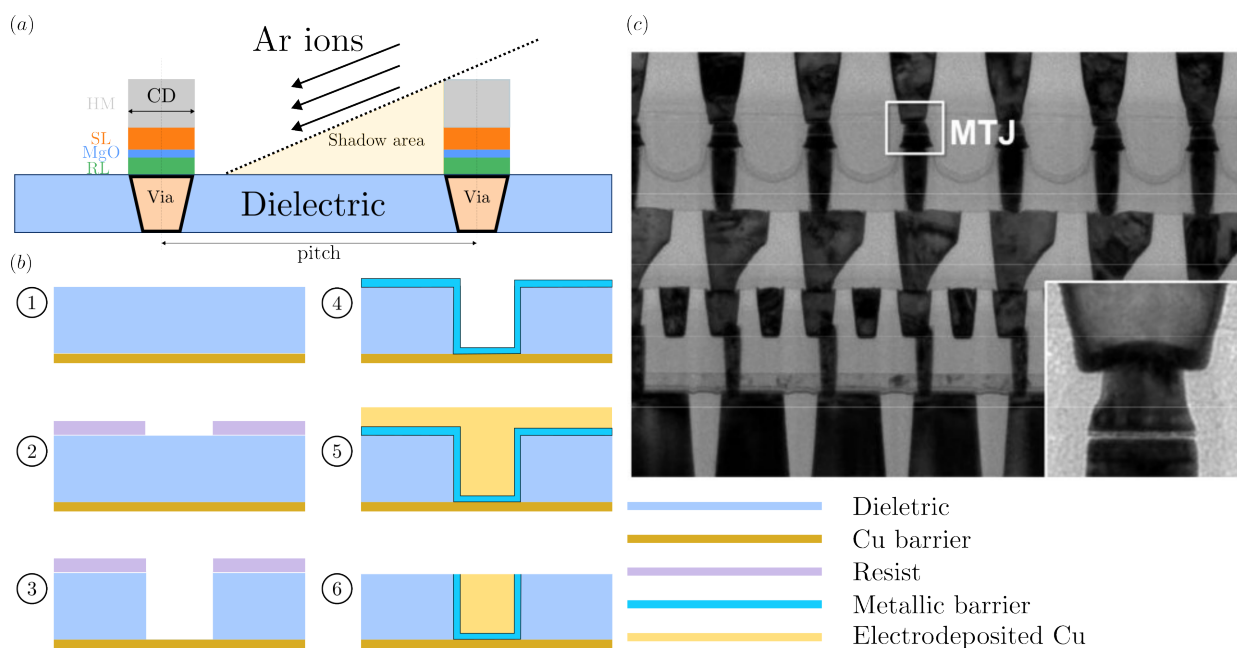 (a)
Ar ions
HM
CD
SL
MgO
RL
Shadow area
Via
Dielectric
Via
pitch
(b)
1
2
3
4
5
6
(c)
MTJ
Dieletric
Cu barrier
Resist
Metallic barrier
Electrodeposited Cu